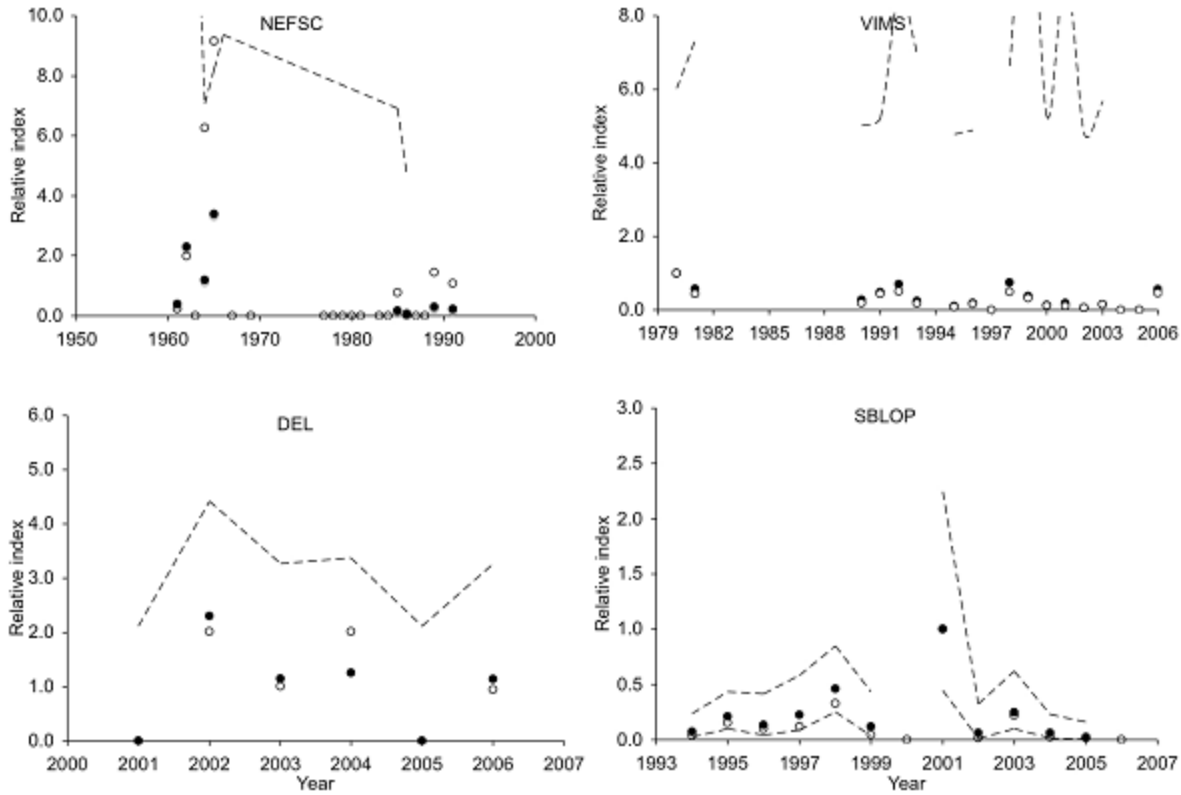 NEFSC
10.0
8.0
6.0
4.0
2.0
0.0
Relative index
1950 1960 1970 1980 1990 2000
VIMS
8.0
6.0
4.0
2.0
0.0
Relative index
1979 1982 1985 1988 1991 1994 1997 2000 2003 2006
DEL
6.0
5.0
4.0
3.0
2.0
1.0
0.0
Relative index
2000 2001 2002 2003 2004 2005 2006 2007
Year
SBLOP
3.0
2.5
2.0
1.5
1.0
0.5
0.0
Relative index
1993 1995 1997 1999 2001 2003 2005 2007
Year